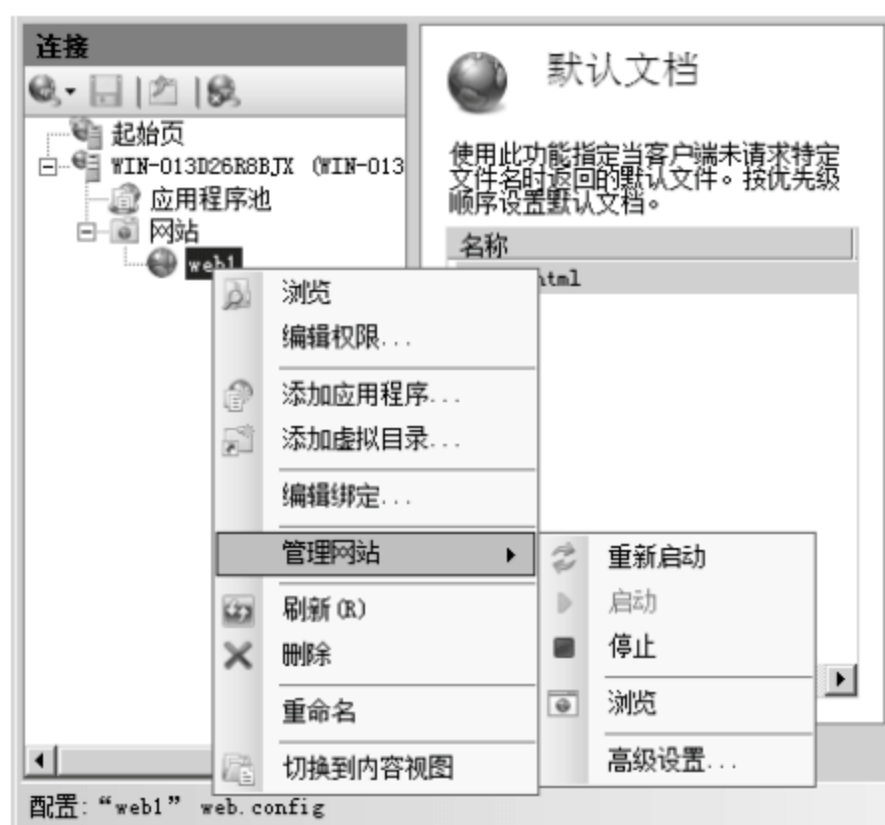 连接
起始页
WIN-013D26R8BJX (WIN-013
应用程序池
网站
web1
默认文档
使用此功能指定当客户端未请求特定
文件名时返回的默认文件。按优先级
顺序设置默认文档。
名称
html
浏览
编辑权限...
添加应用程序...
添加虚拟目录...
编辑绑定...
管理网站
刷新(R)
删除
重命名
切换到内容视图
重新启动
启动
停止
浏览
高级设置...
配置:“web1” web.config